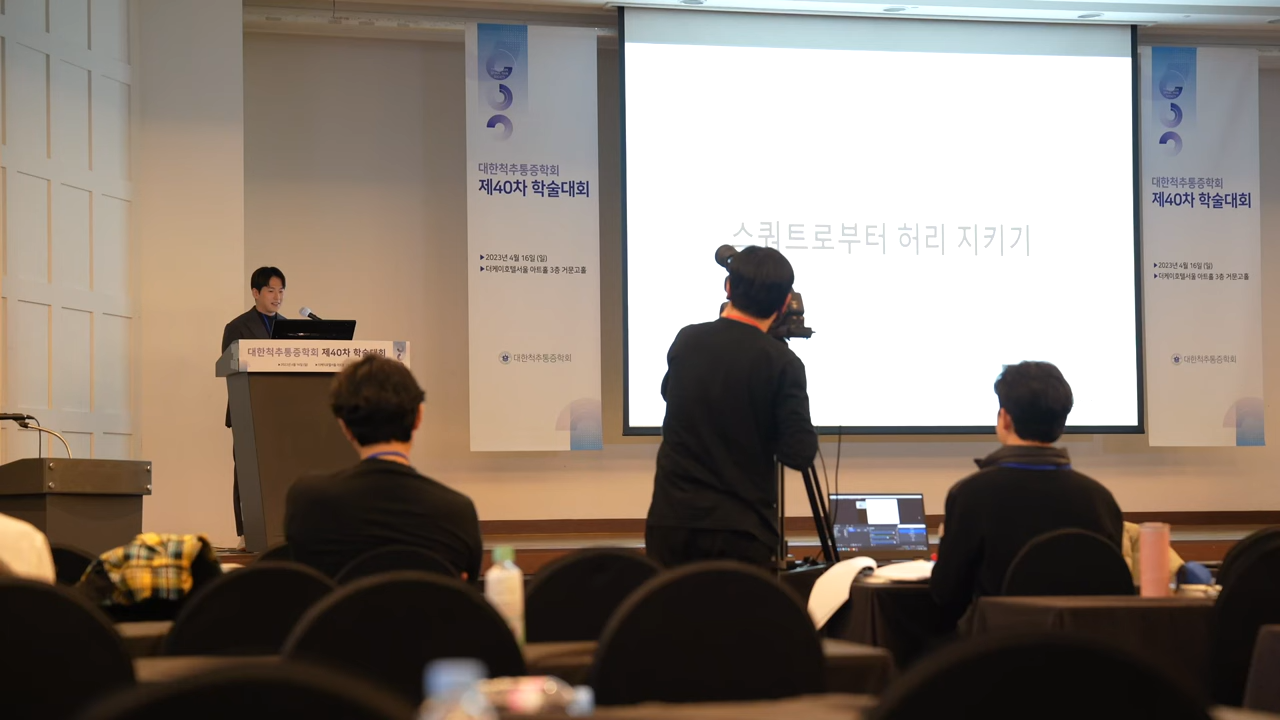 대한척추통증학회
제40차 학술대회
▶2023년 4월 16일 (일)
▶더케이호텔서울 아트홀 3층 거문고홀
대한척추통증학회
스쿼트로부터 허리 지키기
대한척추통증학회
제40차 학술대회
▶2023년 4월 16일 (일)
▶더케이호텔서울 아트홀 3층 거문고홀
대한척추통증학회
대한척추통증학회 제40차 학술대회